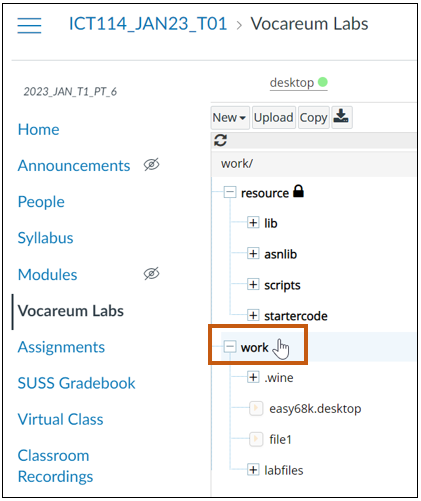 ICT114_JAN23_T01 > Vocareum Labs
desktop
2023_JAN_T1_PT_6
Home
Announcements
People
Syllabus
Modules
Vocareum Labs
Assignments
SUSS Gradebook
Virtual Class
Classroom
Recordings
New Upload Copy
work/
resource
lib
asnlib
scripts
startercode
work
.wine
easy68k.desktop
file1
labfiles